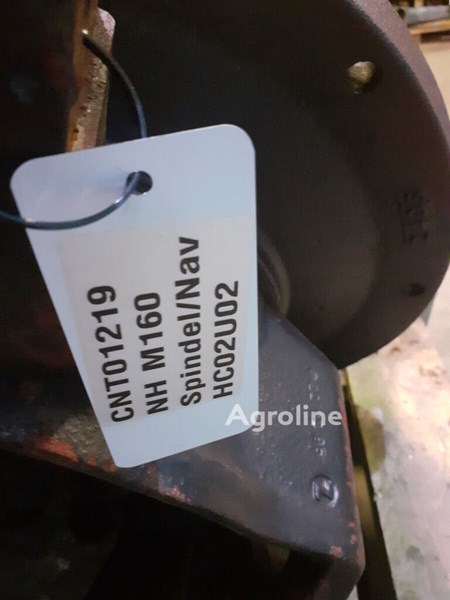 CNT01219
NH M160
Spindel/Nav
HC02U02
Agroline